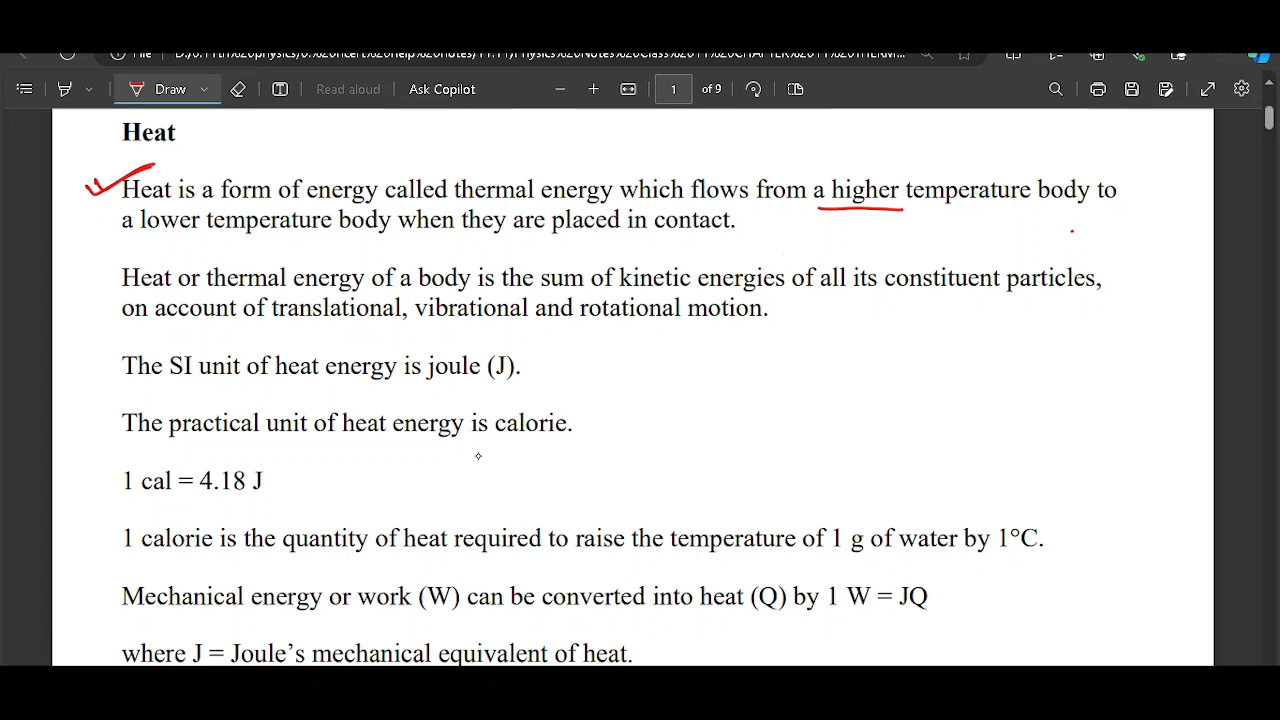 Draw
Read aloud
Ask Copilot
1
of 9
Heat
Heat is a form of energy called thermal energy which flows from a higher temperature body to
a lower temperature body when they are placed in contact.
Heat or thermal energy of a body is the sum of kinetic energies of all its constituent particles,
on account of translational, vibrational and rotational motion.
The SI unit of heat energy is joule (J).
The practical unit of heat energy is calorie.
1 cal = 4.18 J
1 calorie is the quantity of heat required to raise the temperature of 1 g of water by 1°C.
Mechanical energy or work (W) can be converted into heat (Q) by 1 W = JQ
where J = Joule’s mechanical equivalent of heat.